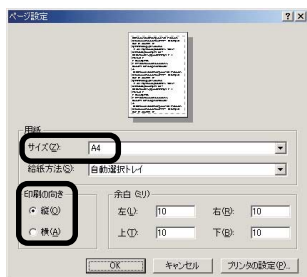 ページ設定
用紙
サイズ(Z): A4
給紙方法(S): 自動選択トレイ
印刷の向き
縦(O)
横(A)
余白(ミリ)
左(L): 10 右(R): 10
上(T): 10 下(B): 10
OK キャンセル プリンタの設定(P)...